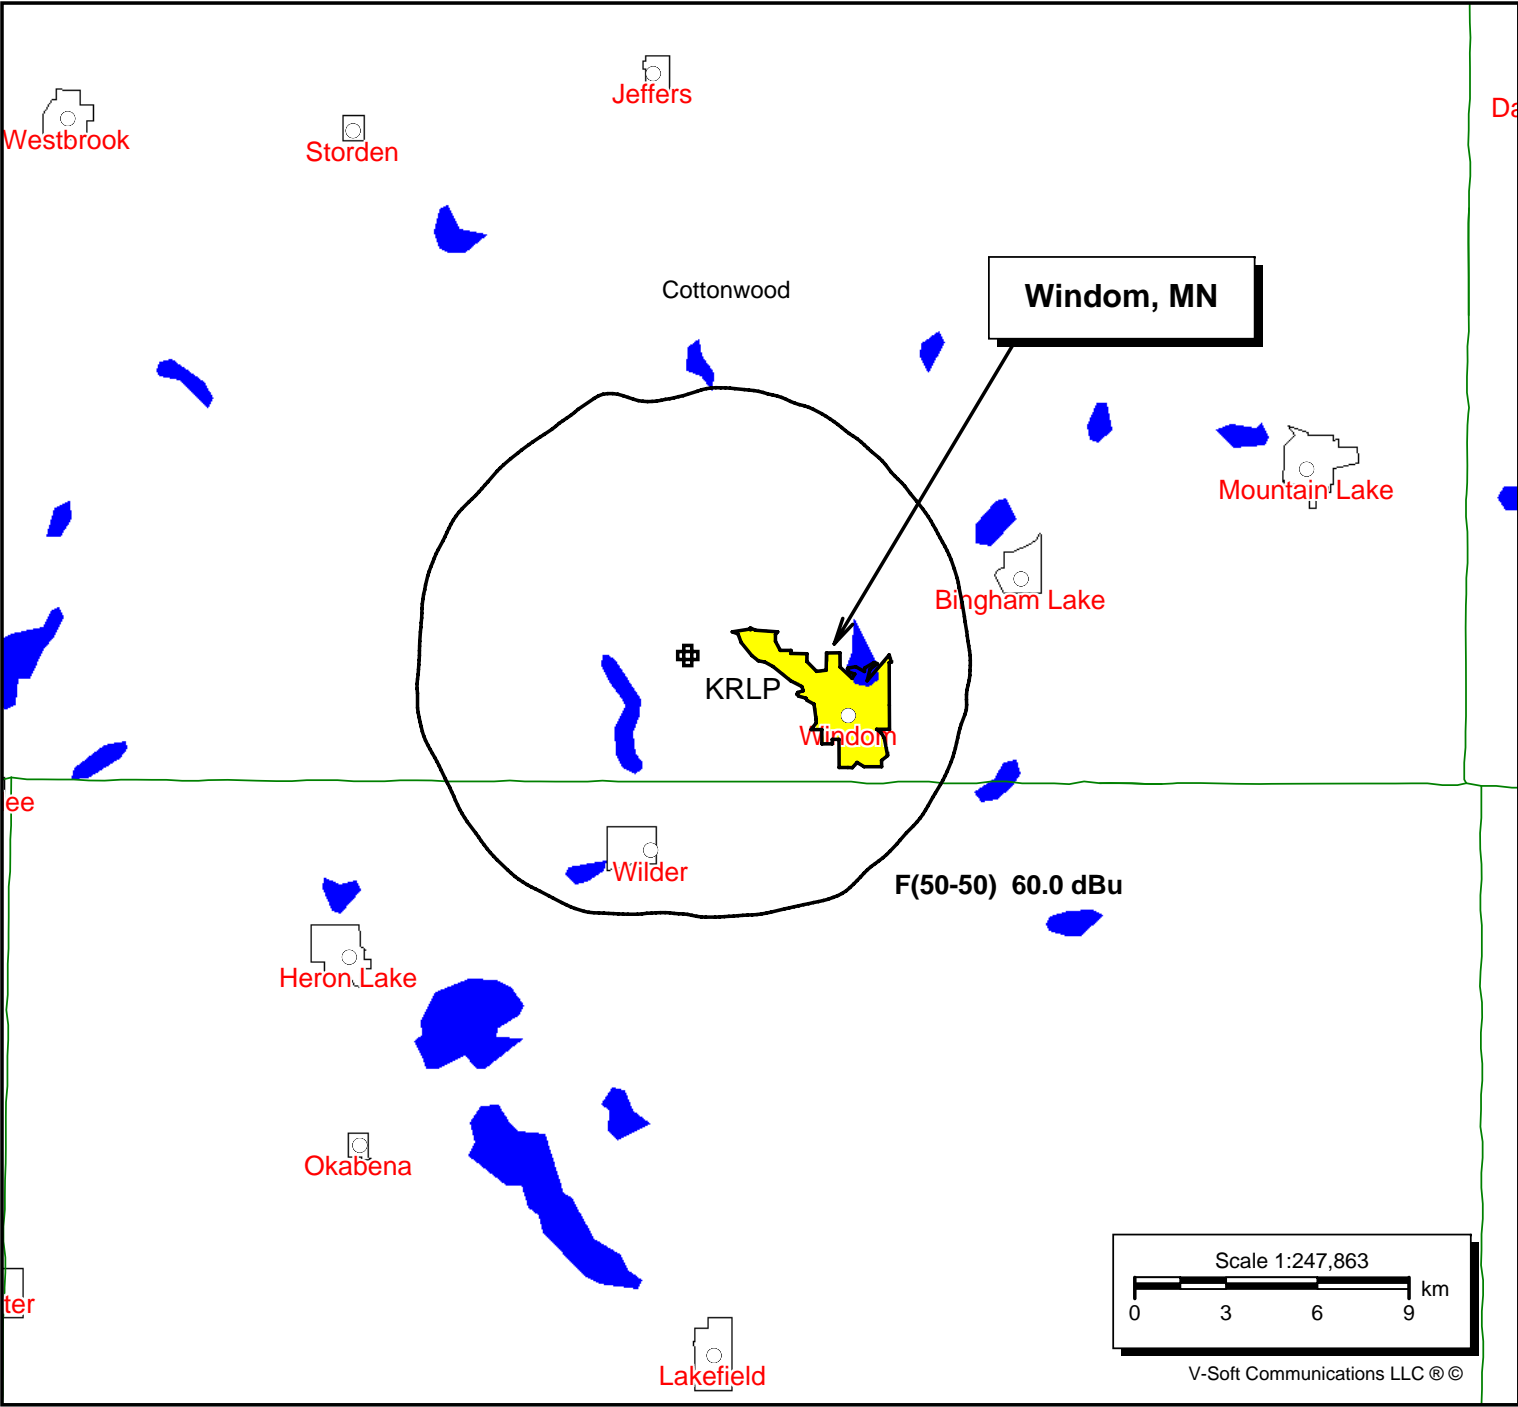 Jeffers
Da
Westbrook
Storden
Cottonwood
Windom, MN
Mountain Lake
Bingham Lake
KRLP
Windom
ee
Wilder
F(50-50) 60.0 dBu
Heron Lake
Okabena
Scale 1:247,863
km
0 3 6 9
ter
Lakefield
V-Soft Communications LLC ® ©